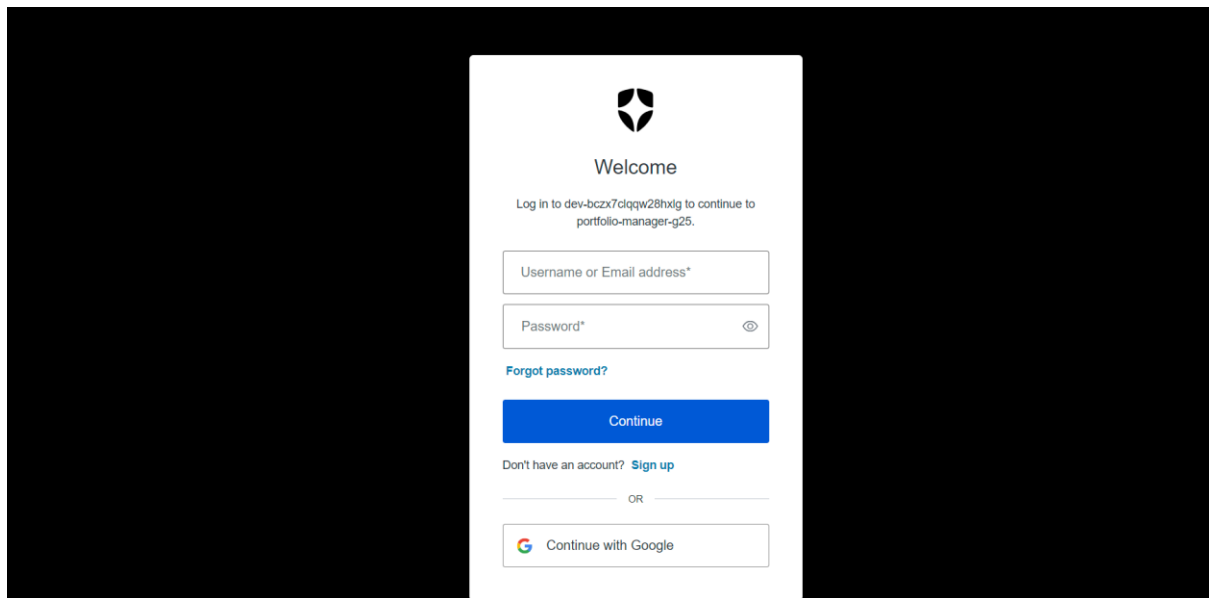 Welcome
Log in to dev-bczx7clqqw28hxlg to continue to
portfolio-manager-g25.
Username or Email address*
Password*
Forgot password?
Continue
Don't have an account? Sign up
OR
Continue with Google